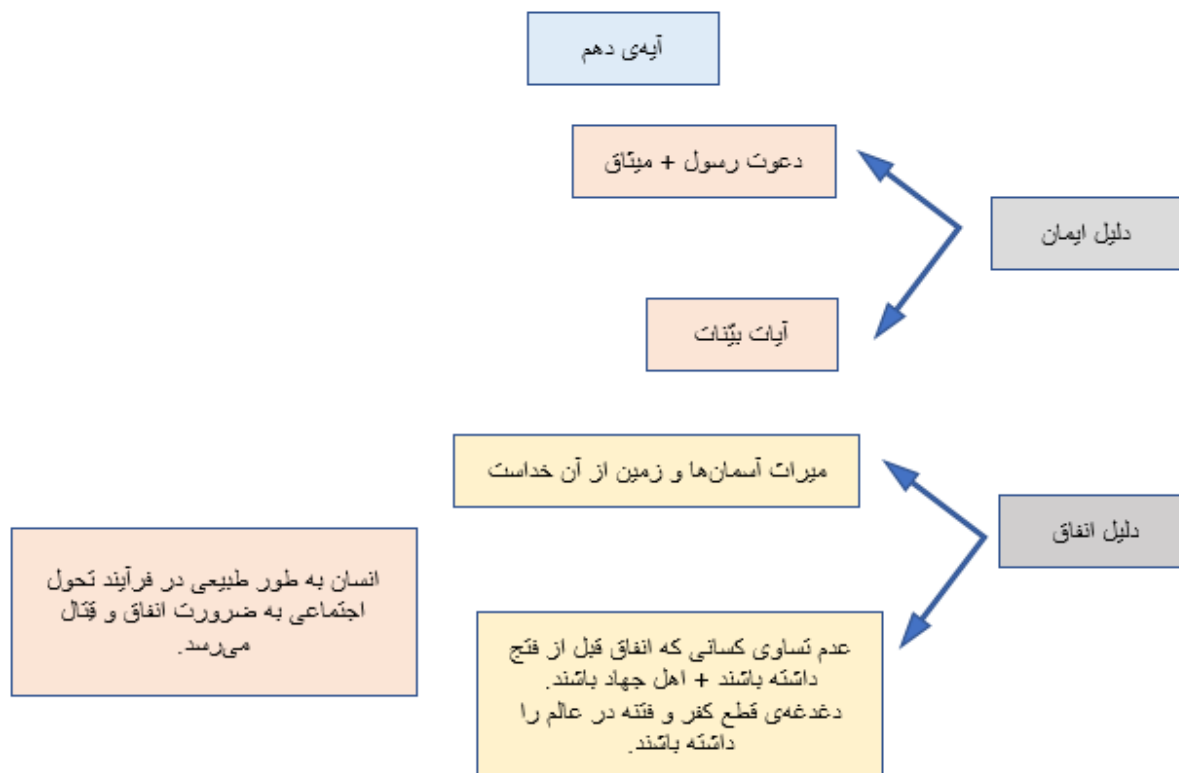 آیه‌ی دهم
دلیل ایمان
دعوت رسول + میثاق
آیات بیّنات
دلیل انفاق
میراث آسمان‌ها و زمین از آن خداست
عدم تساوی کسانی که انفاق قبل از فتح
داشته باشند + اهل جهاد باشند.
دغدغه‌ی قطع کفر و فتنه در عالم را
داشته باشند.
انسان به طور طبیعی در فرآیند تحول
اجتماعی به ضرورت انفاق و قِتال
می‌رسد.